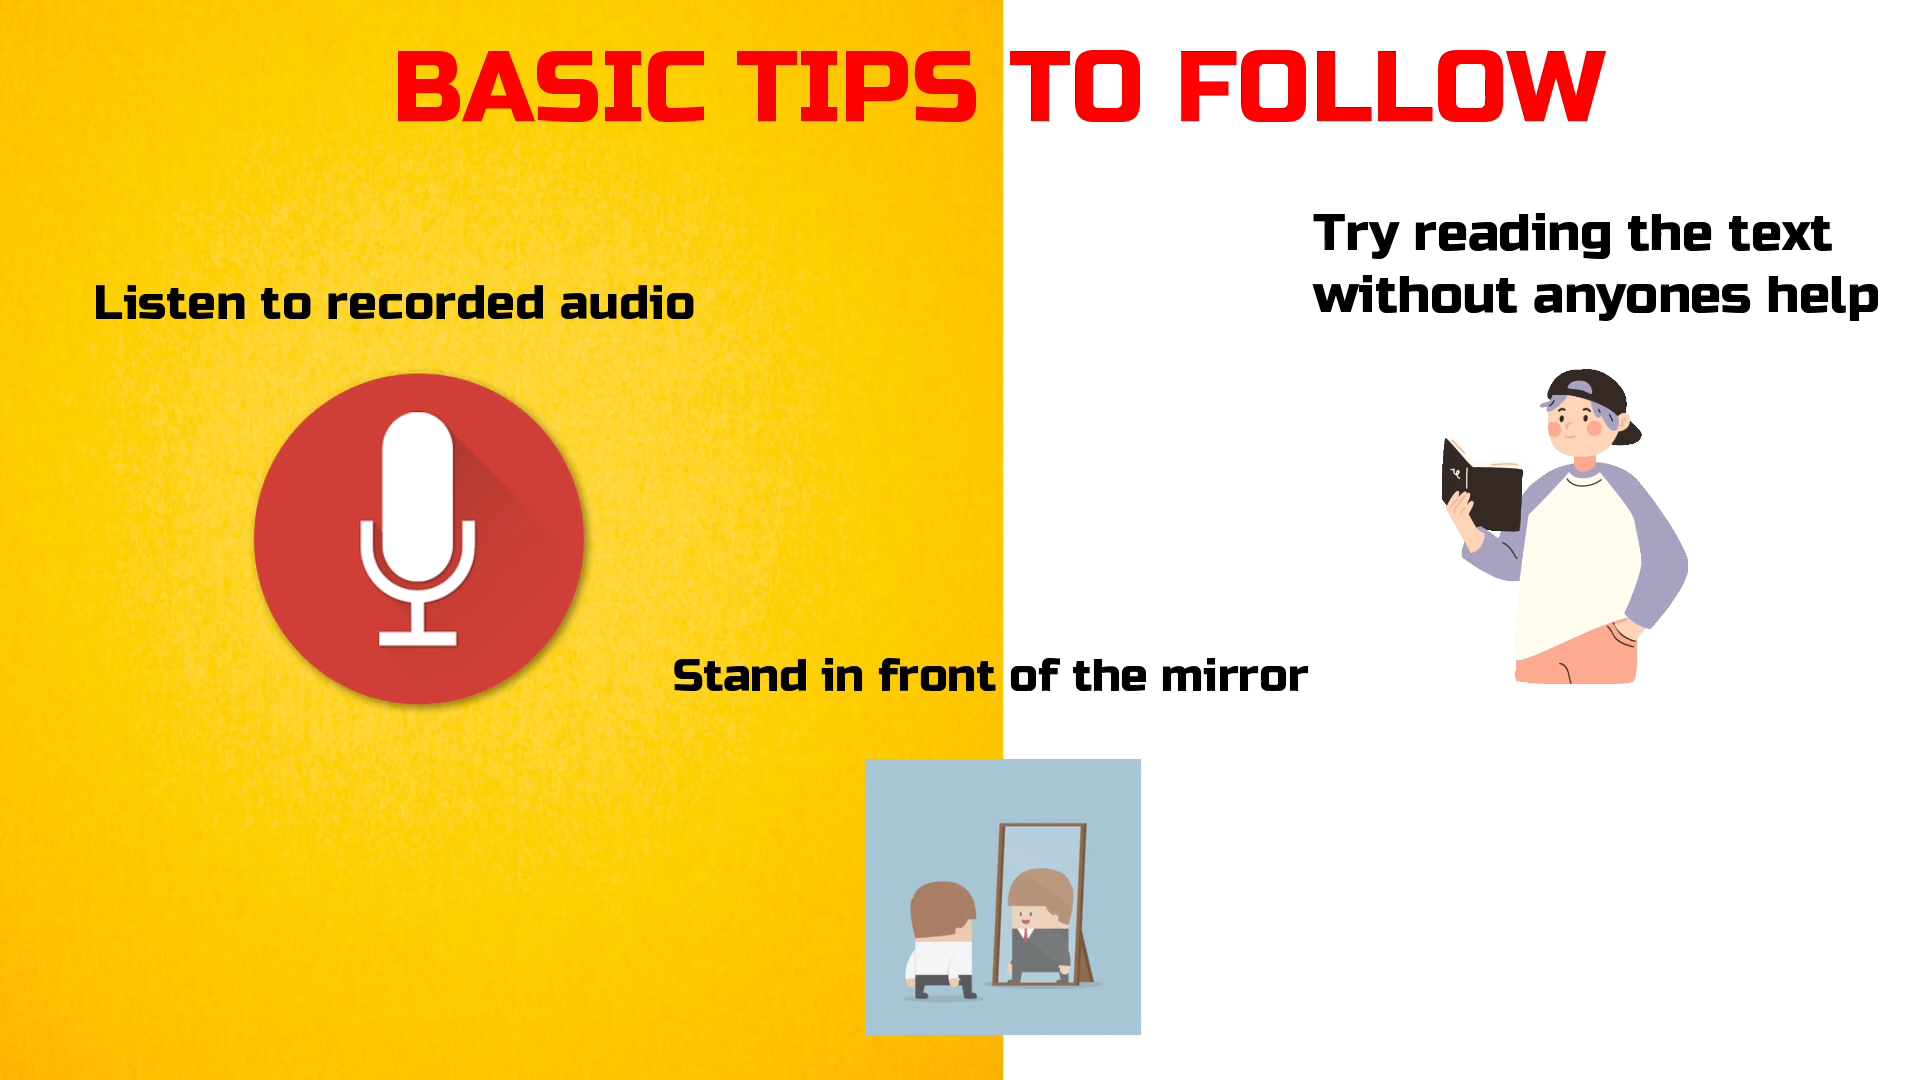 BASIC TIPS TO FOLLOW
Listen to recorded audio
Try reading the text
without anyones help
Stand in front of the mirror